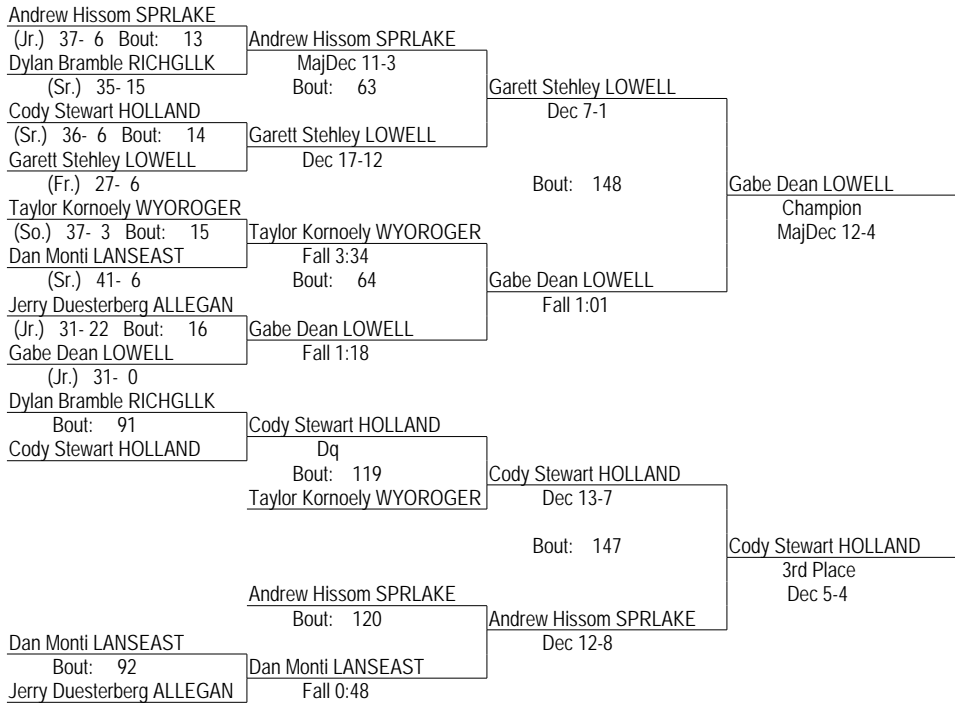 Andrew Hissom SPRLAKE
(Jr.) 37- 6 Bout: 13
Andrew Hissom SPRLAKE
Dylan Bramble RICHGLLK
MajDec 11-3
(Sr.) 35- 15
Bout: 63
Garett Stehley LOWELL
Cody Stewart HOLLAND
Dec 7-1
(Sr.) 36- 6 Bout: 14
Garett Stehley LOWELL
Garett Stehley LOWELL
Dec 17-12
(Fr.) 27- 6
Bout: 148
Gabe Dean LOWELL
Taylor Kornoely WYOROGER
Champion
(So.) 37- 3 Bout: 15
Taylor Kornoely WYOROGER
MajDec 12-4
Dan Monti LANSEAST
Fall 3:34
(Sr.) 41- 6
Bout: 64
Gabe Dean LOWELL
Jerry Duesterberg ALLEGAN
Fall 1:01
(Jr.) 31- 22 Bout: 16
Gabe Dean LOWELL
Gabe Dean LOWELL
Fall 1:18
(Jr.) 31- 0
Dylan Bramble RICHGLLK
Bout: 91
Cody Stewart HOLLAND
Cody Stewart HOLLAND
Dq
Bout: 119
Cody Stewart HOLLAND
Taylor Kornoely WYOROGER
Dec 13-7
Bout: 147
Cody Stewart HOLLAND
3rd Place
Andrew Hissom SPRLAKE
Dec 5-4
Bout: 120
Andrew Hissom SPRLAKE
Dan Monti LANSEAST
Dec 12-8
Bout: 92
Dan Monti LANSEAST
Jerry Duesterberg ALLEGAN
Fall 0:48